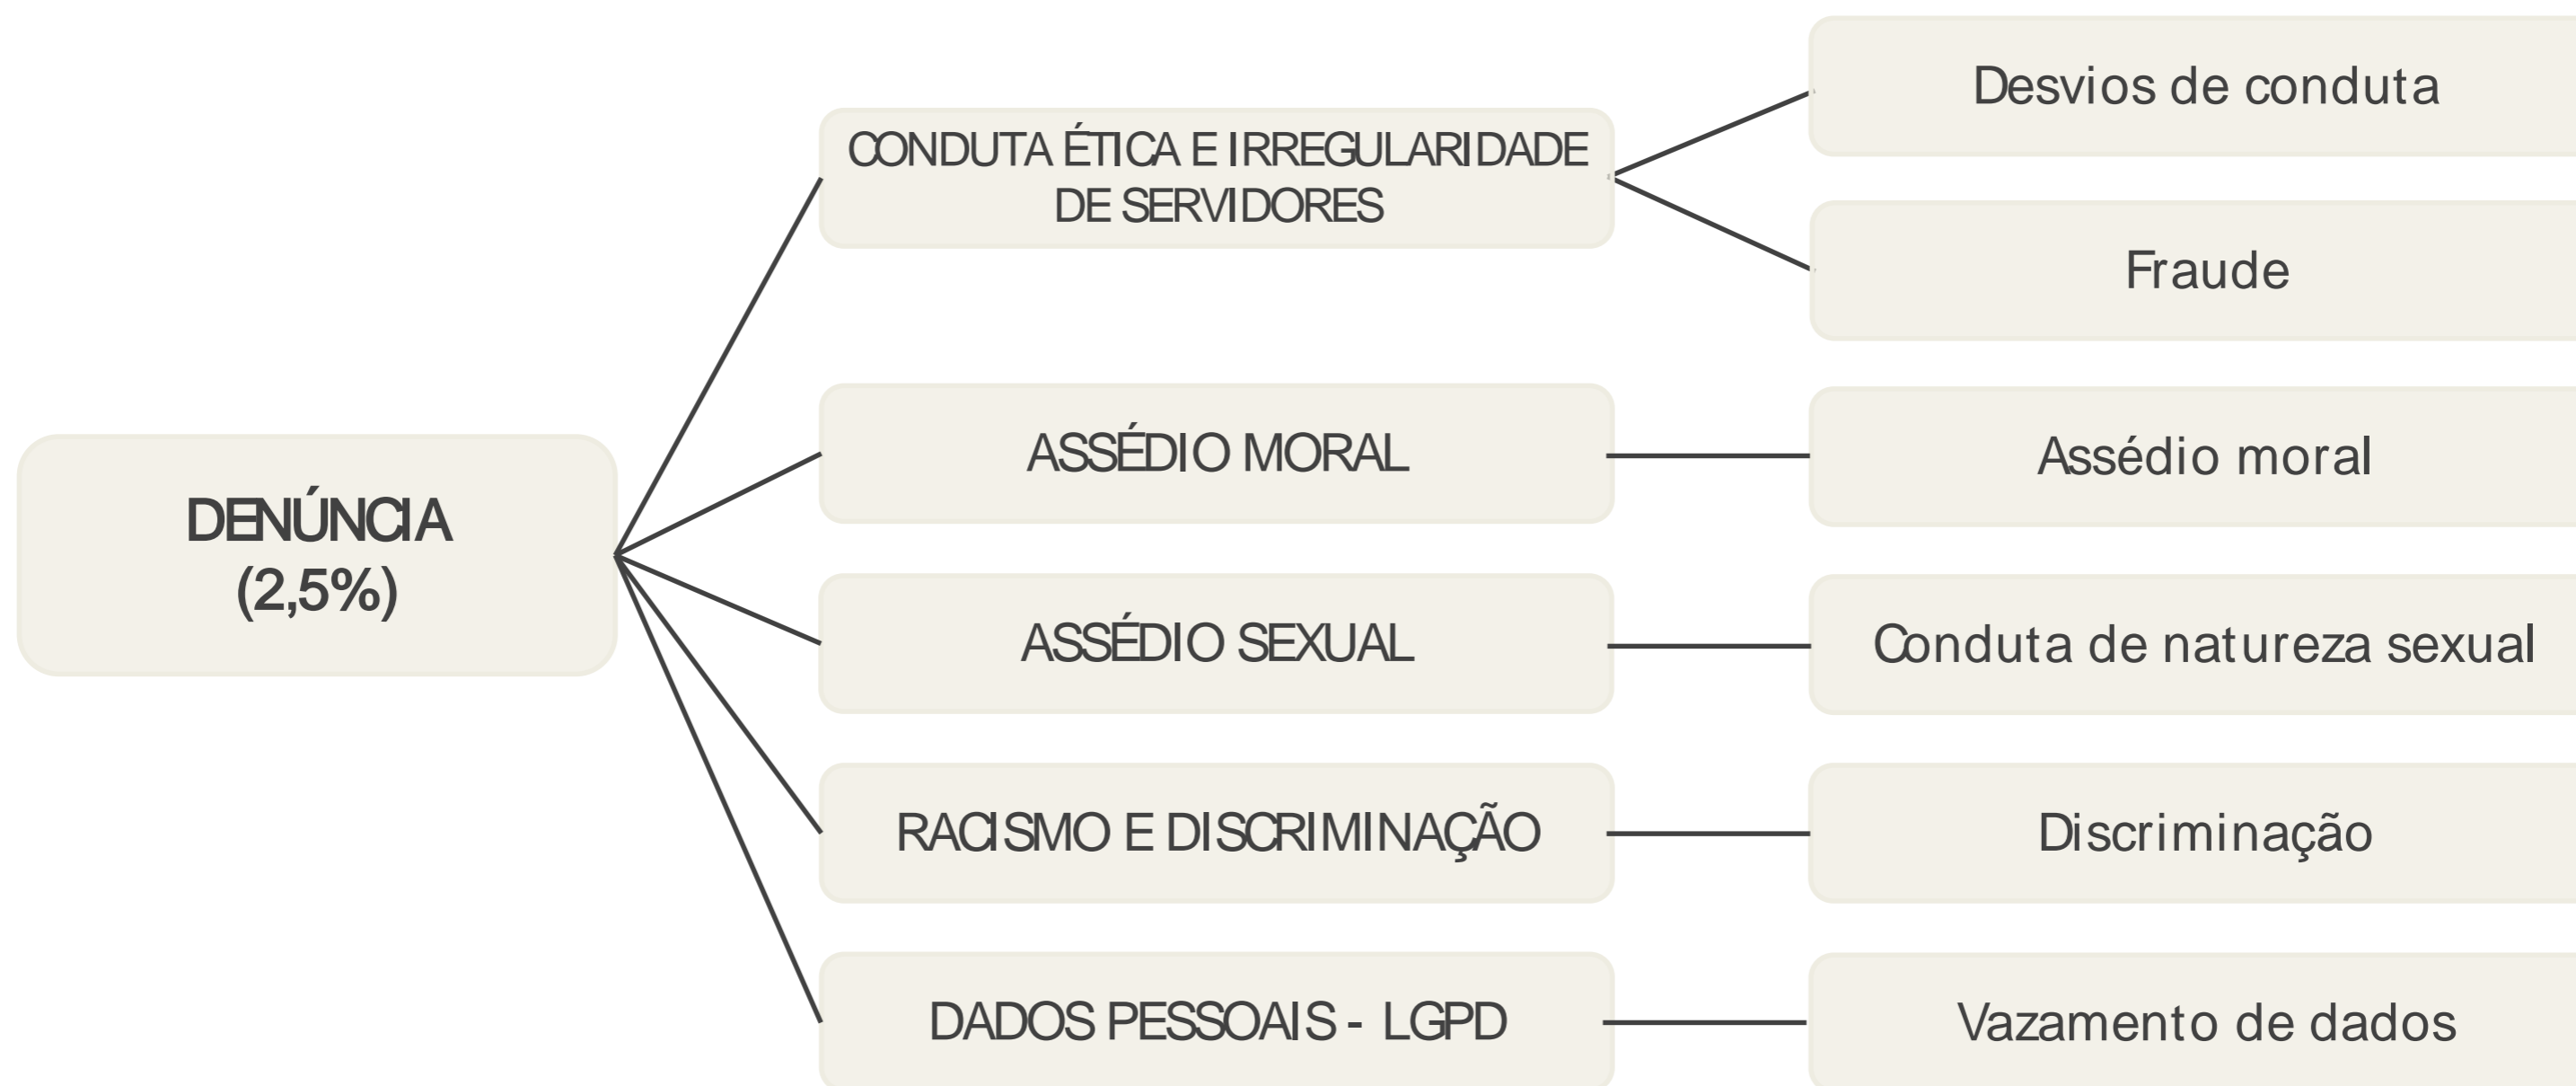 DENÚNCIA
(2,5%)
CONDUTA ÉTICA E IRREGULARIDADE
DE SERVIDORES
Desvios de conduta
Fraude
ASSÉDIO MORAL
Assédio moral
ASSÉDIO SEXUAL
Conduta de natureza sexual
RACISMO E DISCRIMINAÇÃO
Discriminação
DADOS PESSOAIS - LGPD
Vazamento de dados